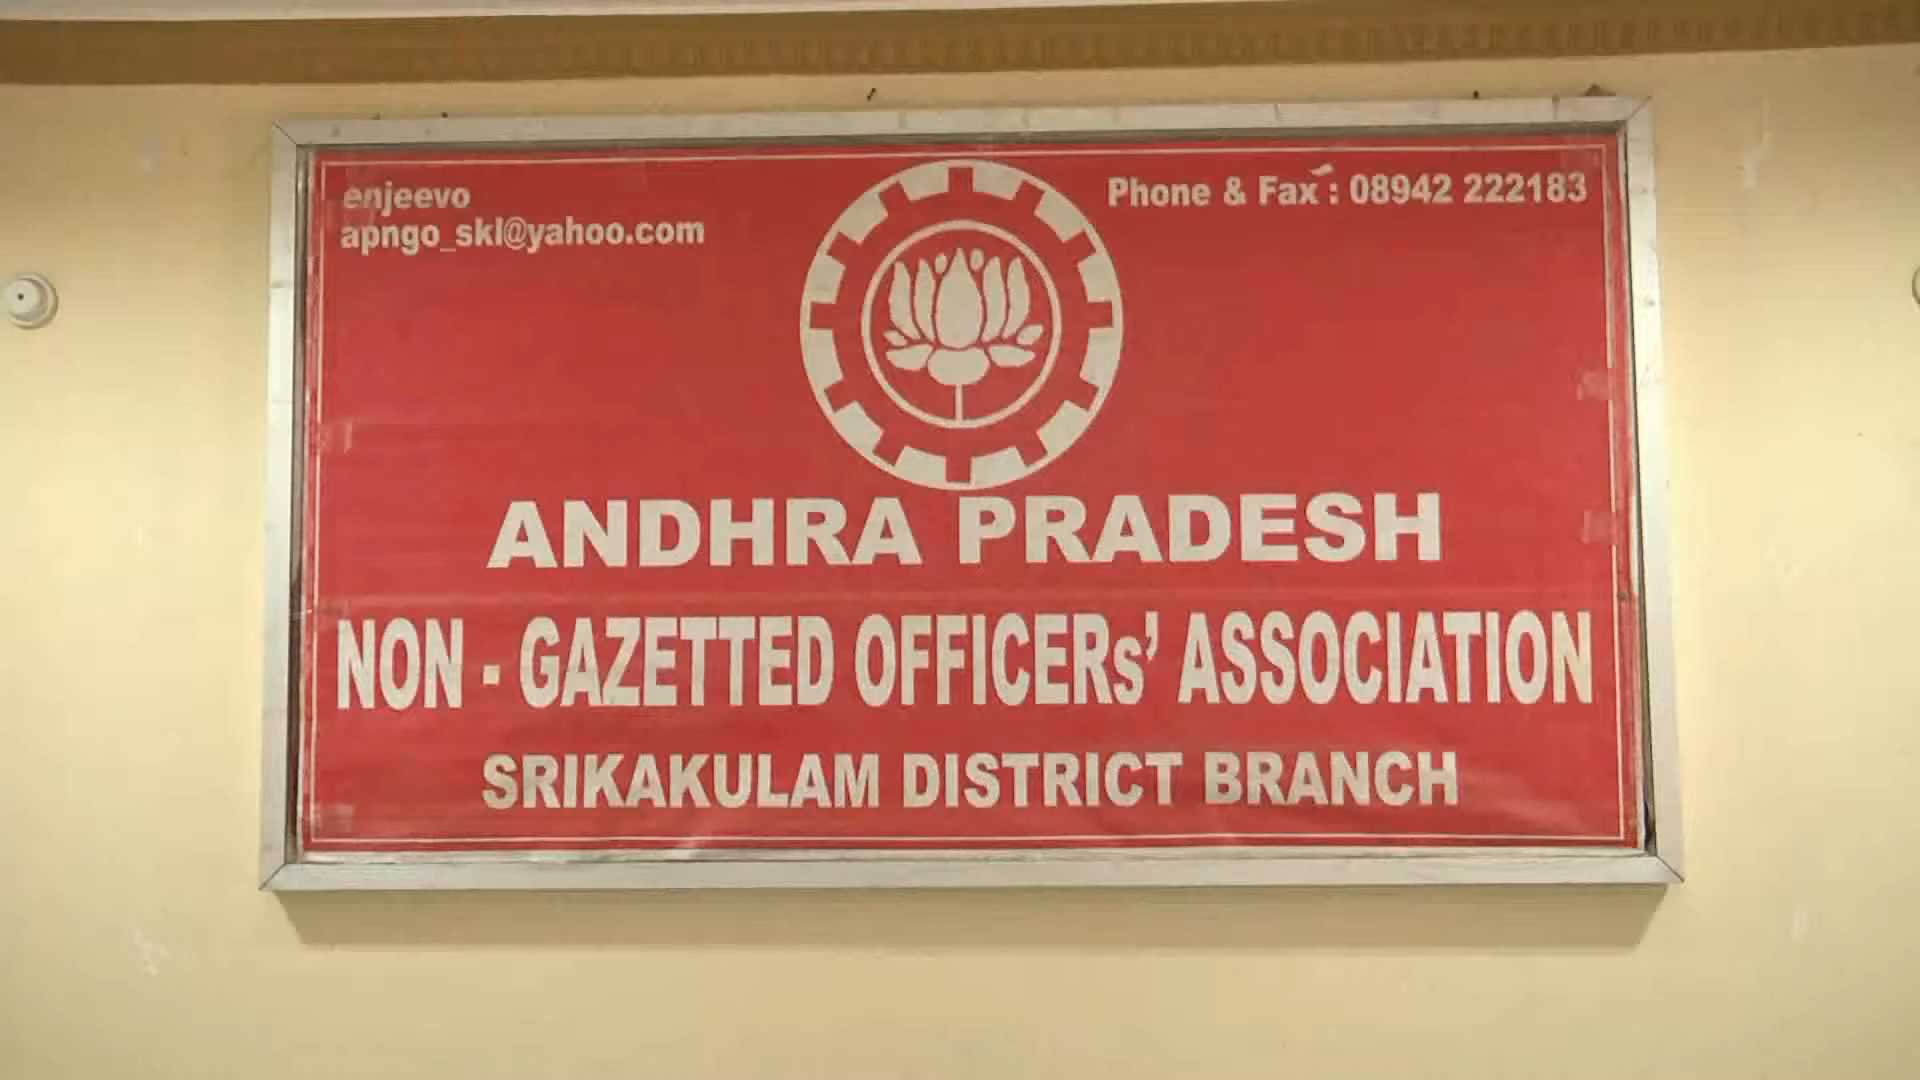 enjeevo
apngo_skl@yahoo.com
Phone & Fax : 08942 222183
ANDHRA PRADESH
NON - GAZETTED OFFICERs' ASSOCIATION
SRIKAKULAM DISTRICT BRANCH